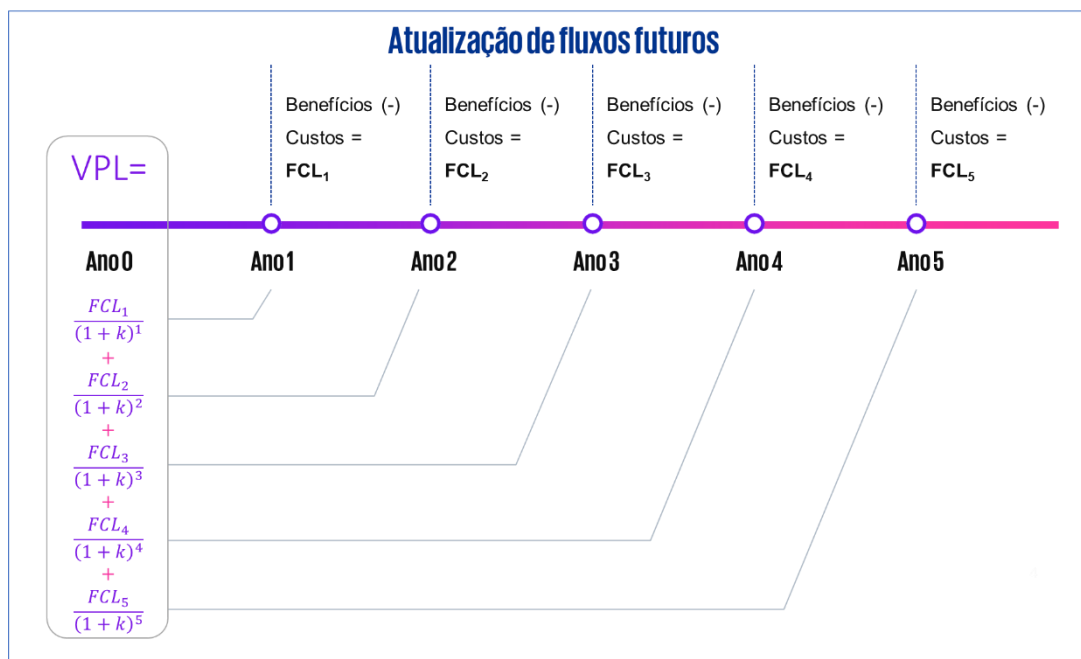 Atualização de fluxos futuros
Benefícios (-) Benefícios (-) Benefícios (-) Benefícios (-) Benefícios (-)
Custos = Custos = Custos = Custos = Custos =
FCL₁ FCL₂ FCL₃ FCL₄ FCL₅
VPL=
Ano 0 Ano 1 Ano 2 Ano 3 Ano 4 Ano 5
FCL₁
(1 + k)¹
+
FCL₂
(1 + k)²
+
FCL₃
(1 + k)³
+
FCL₄
(1 + k)⁴
+
FCL₅
(1 + k)⁵